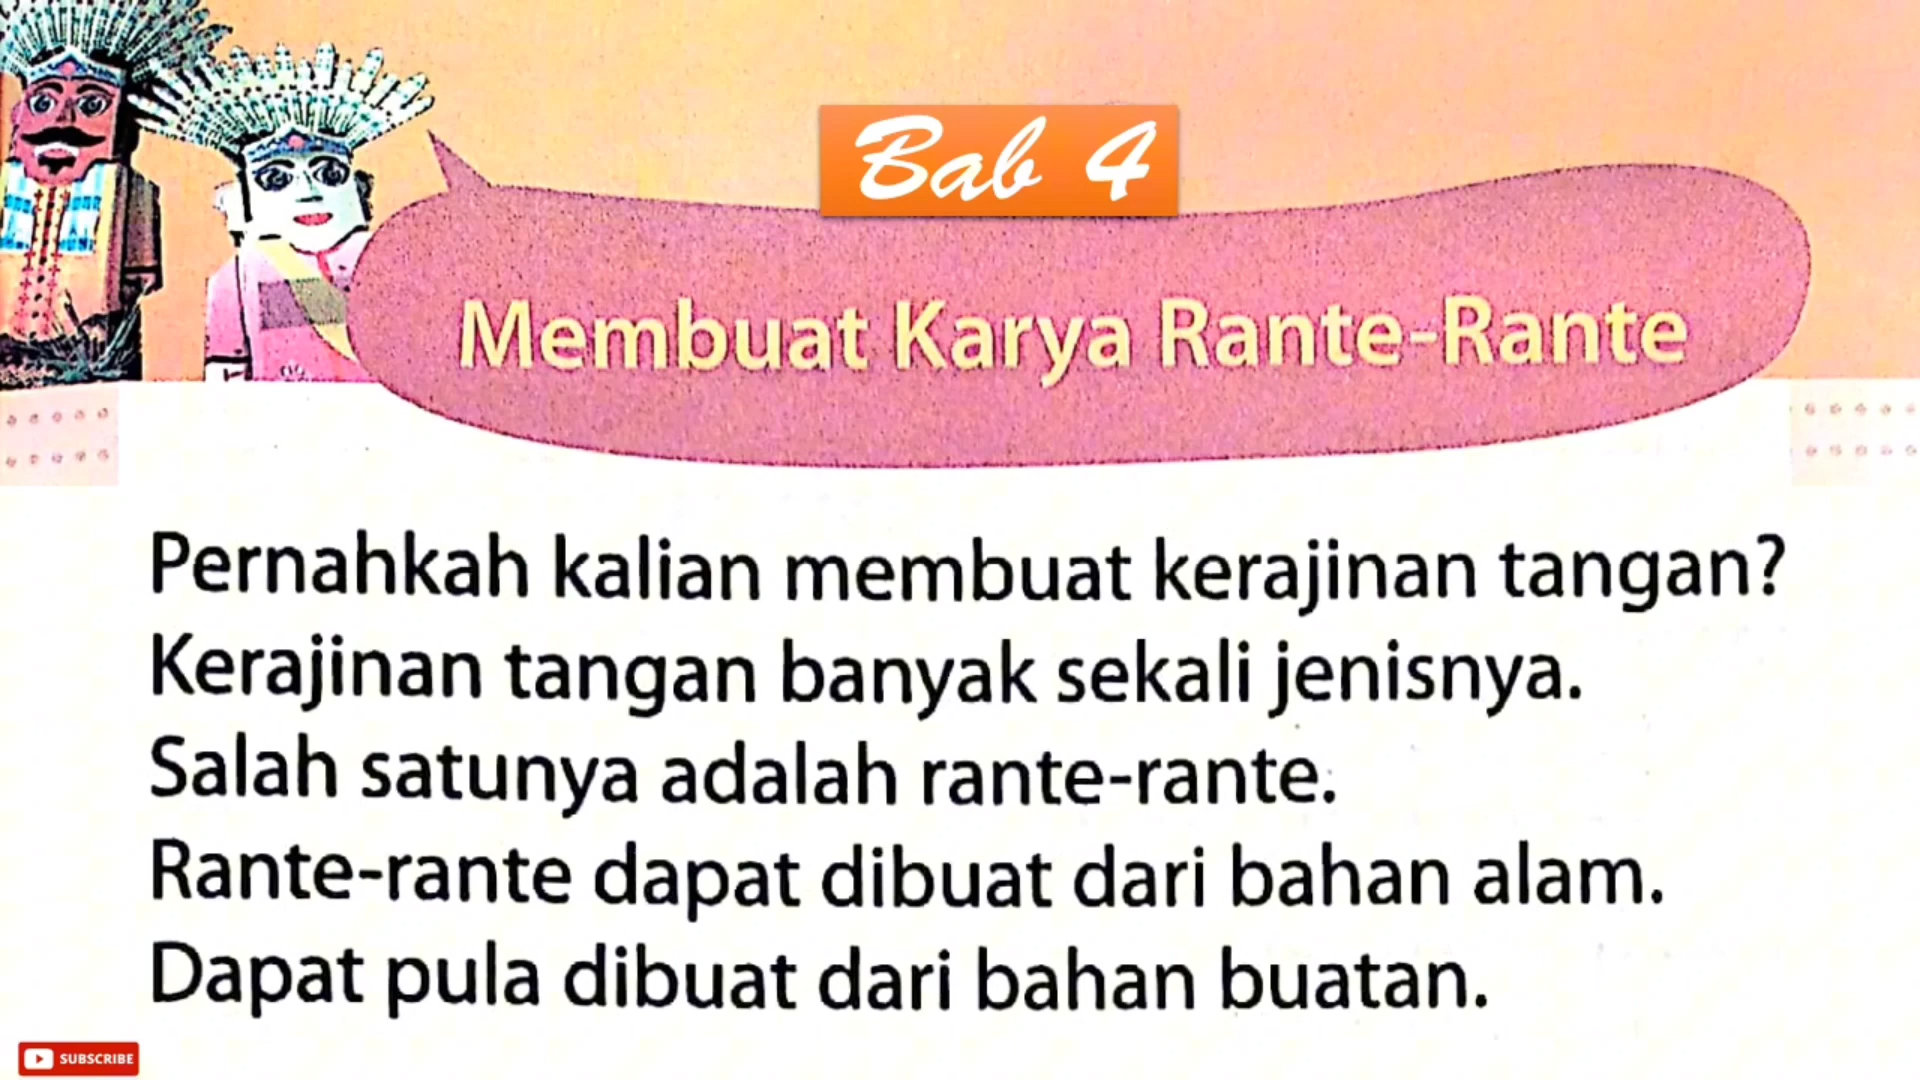 Bab 4
Membuat Karya Rante-Rante
Pernahkah kalian membuat kerajinan tangan?
Kerajinan tangan banyak sekali jenisnya.
Salah satunya adalah rante-rante.
Rante-rante dapat dibuat dari bahan alam.
Dapat pula dibuat dari bahan buatan.
SUBSCRIBE